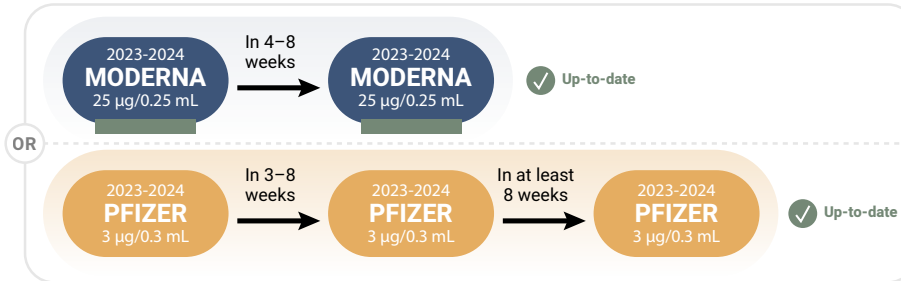 In 4–8
weeks
2023-2024
MODERNA
25 µg/0.25 mL
2023-2024
MODERNA
25 µg/0.25 mL
Up-to-date
OR
In 3–8
weeks
In at least
8 weeks
2023-2024
PFIZER
3 µg/0.3 mL
2023-2024
PFIZER
3 µg/0.3 mL
2023-2024
PFIZER
3 µg/0.3 mL
Up-to-date